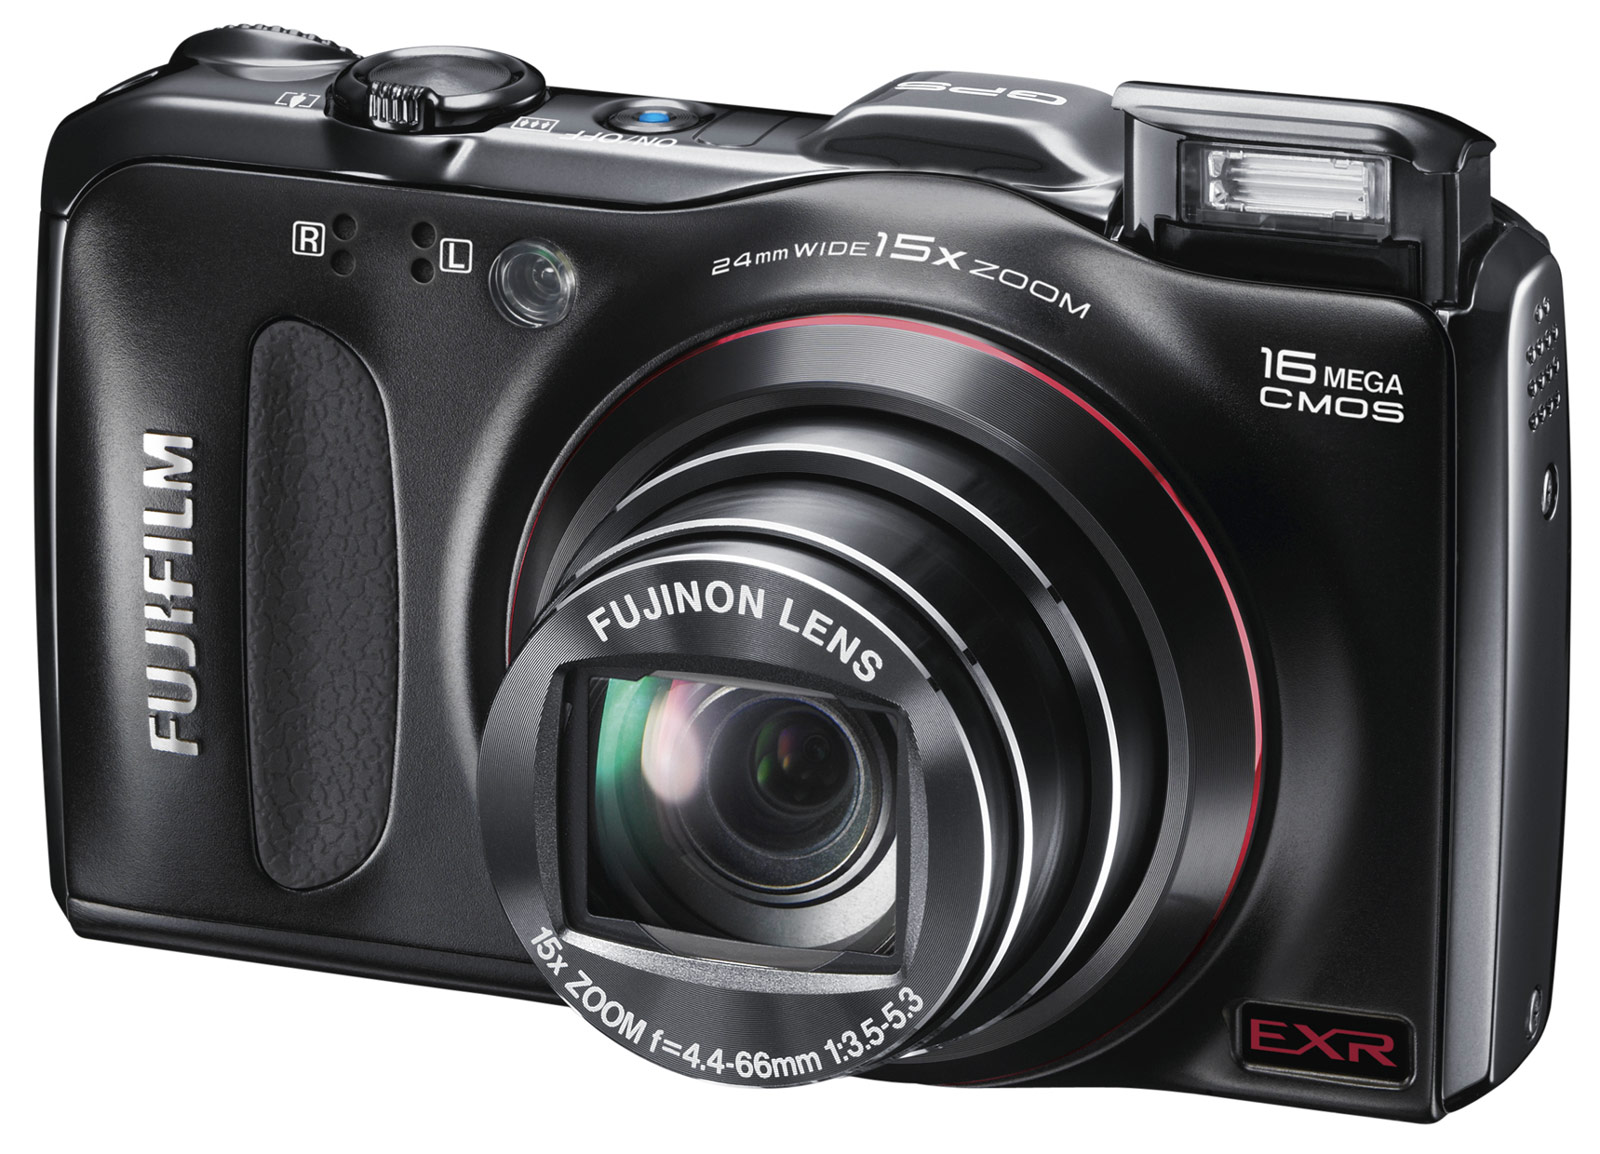 GPS
ON/OFF
R
L
24mm WIDE 15x ZOOM
16 MEGA
CMOS
FUJIFILM
FUJINON LENS
15x ZOOM f=4.4-66mm 1:3.5-5.3
EXR